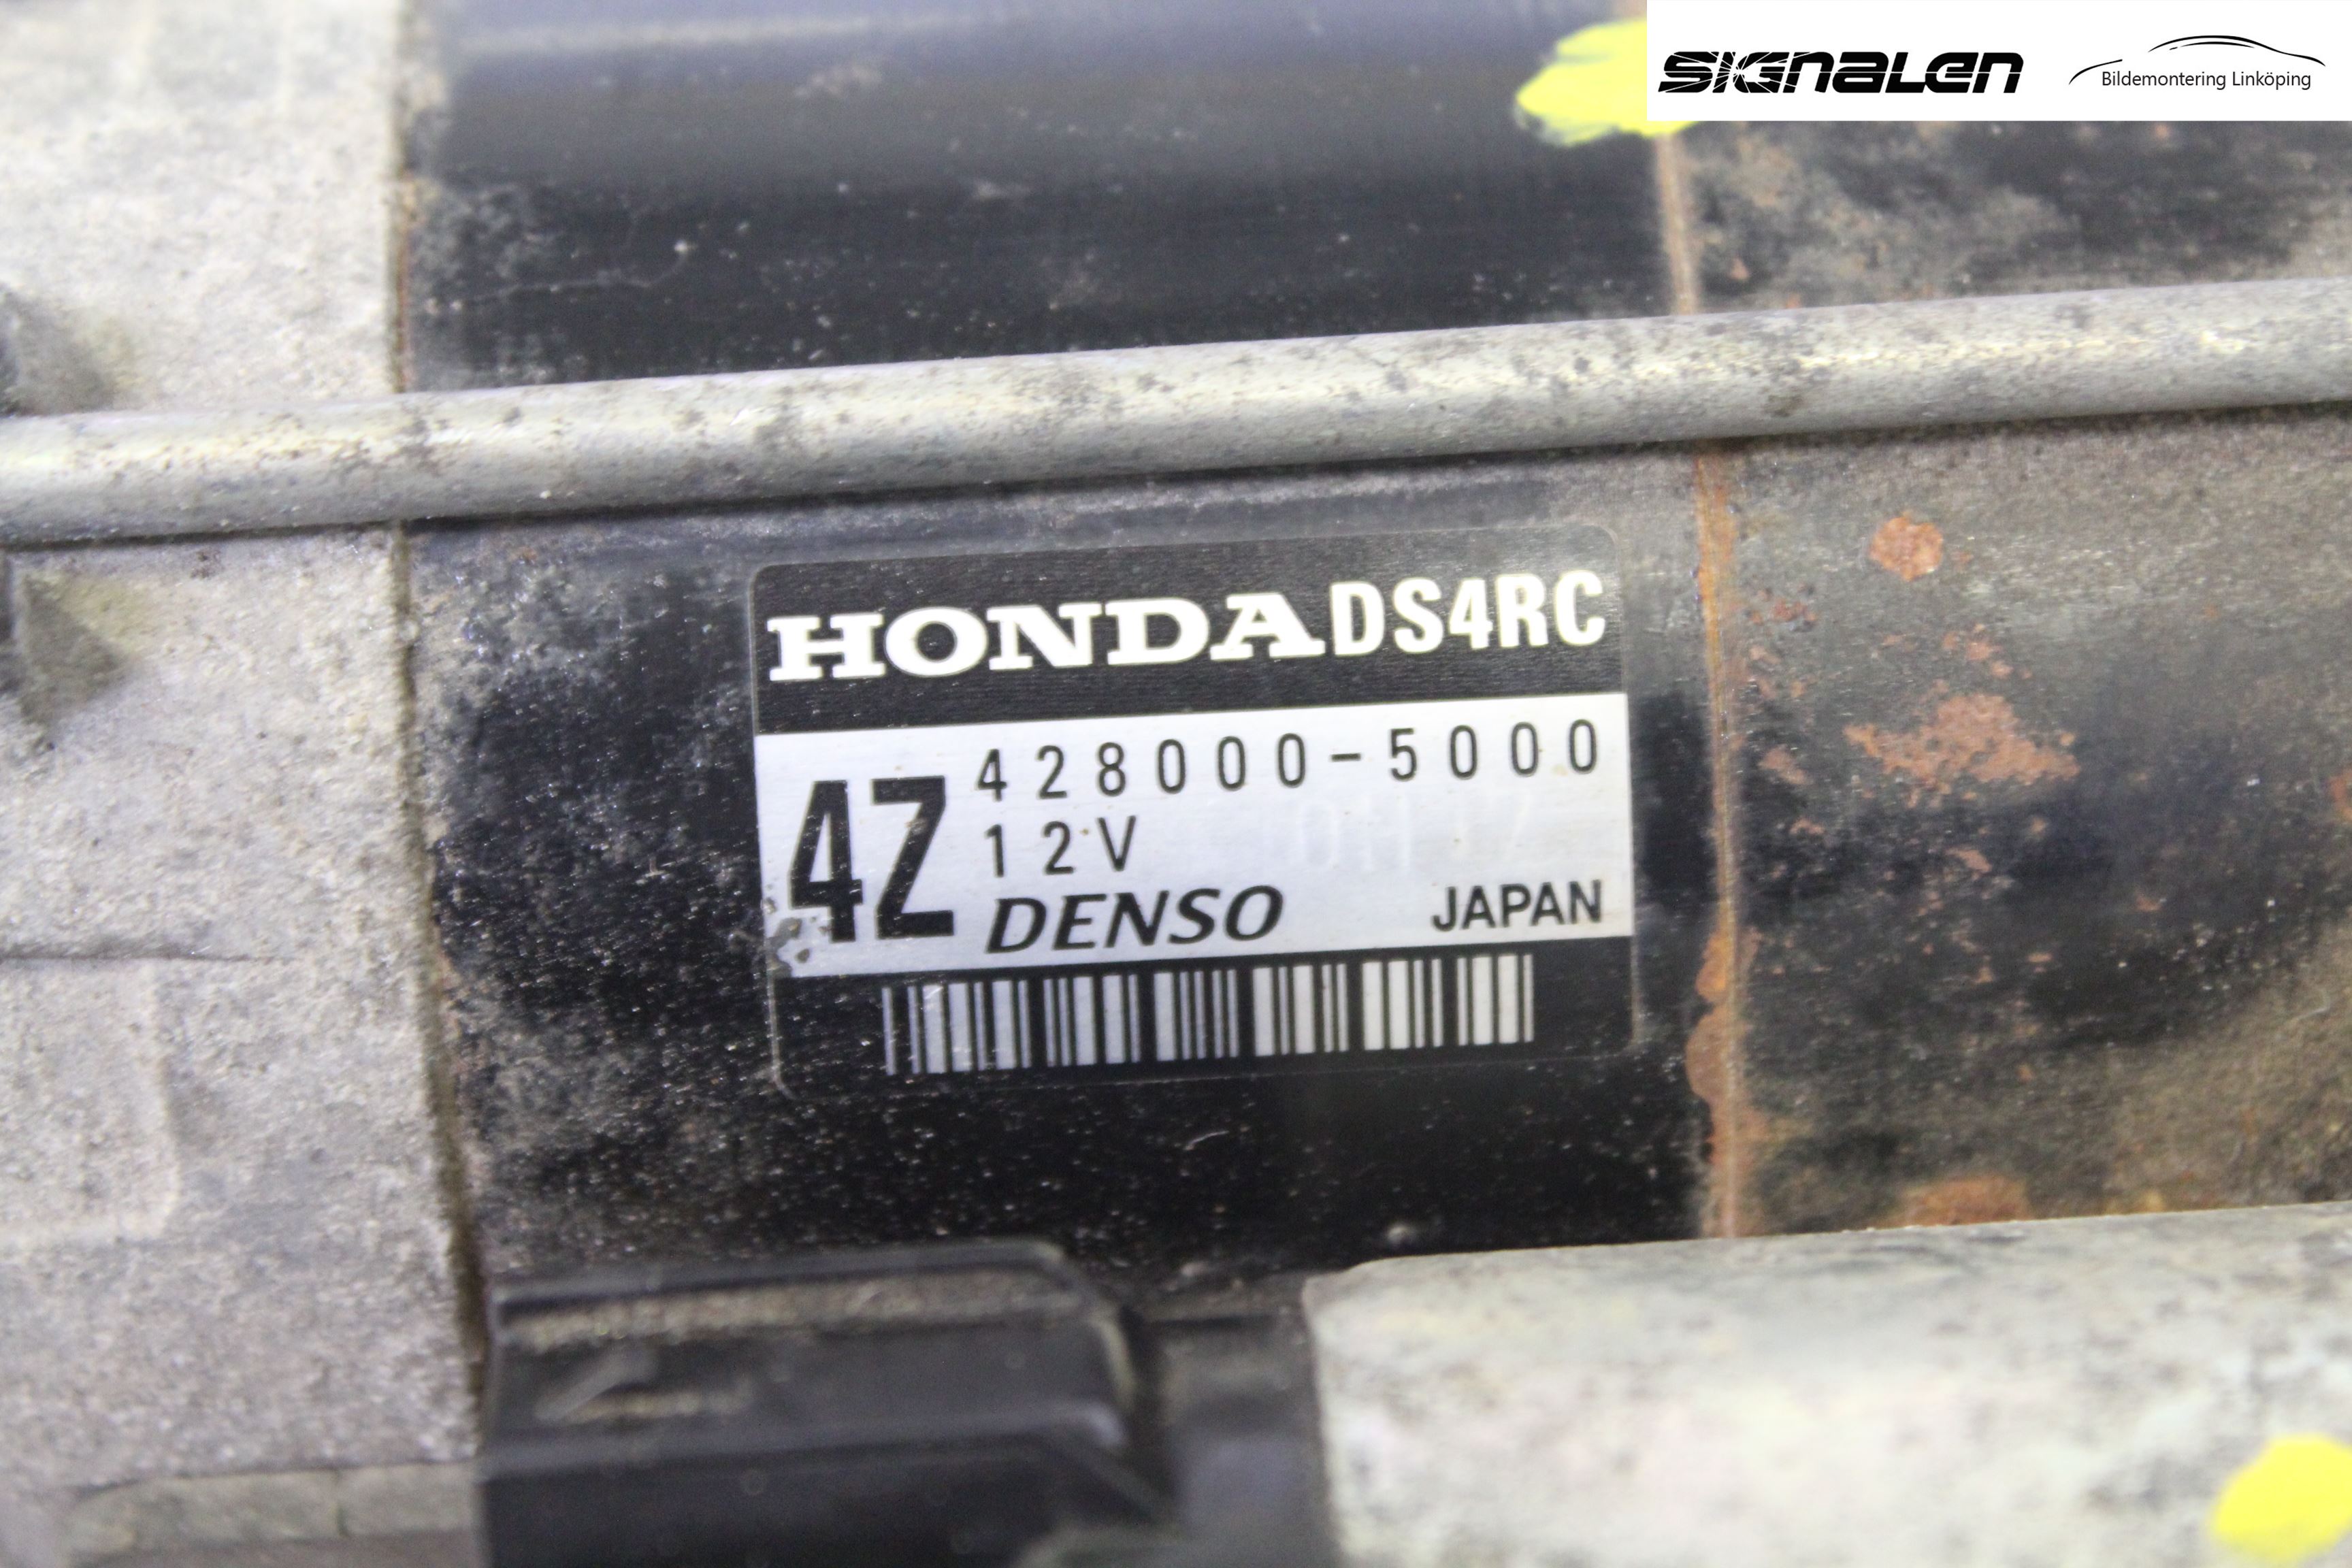 SIGNALEN
Bildemontering Linköping
HONDA DS4RC
428000-5000
4Z
12V
DENSO JAPAN